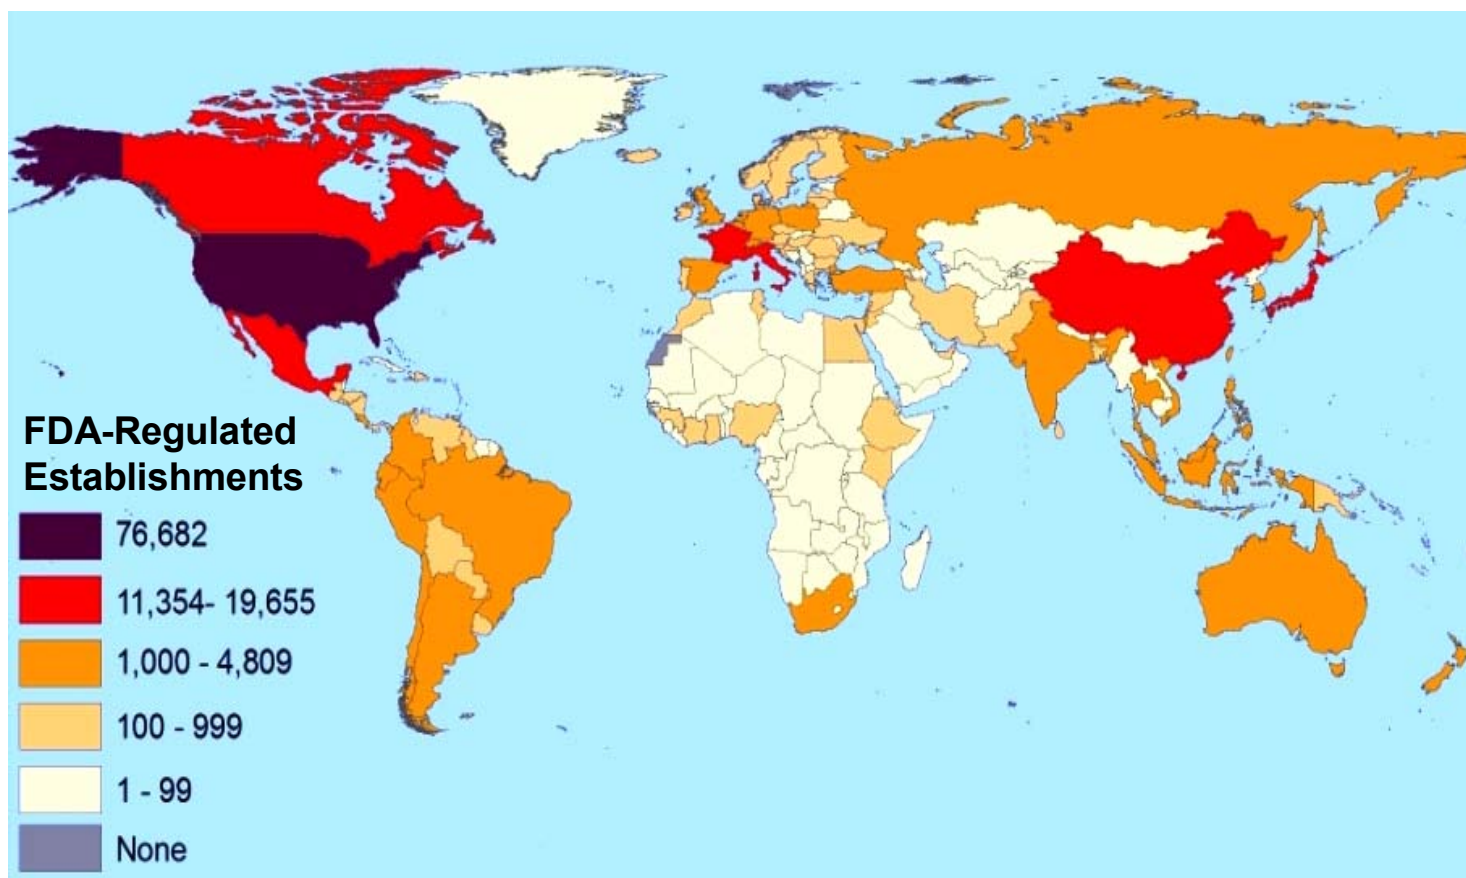 FDA-Regulated
Establishments
76,682
11,354- 19,655
1,000 - 4,809
100 - 999
1 - 99
None